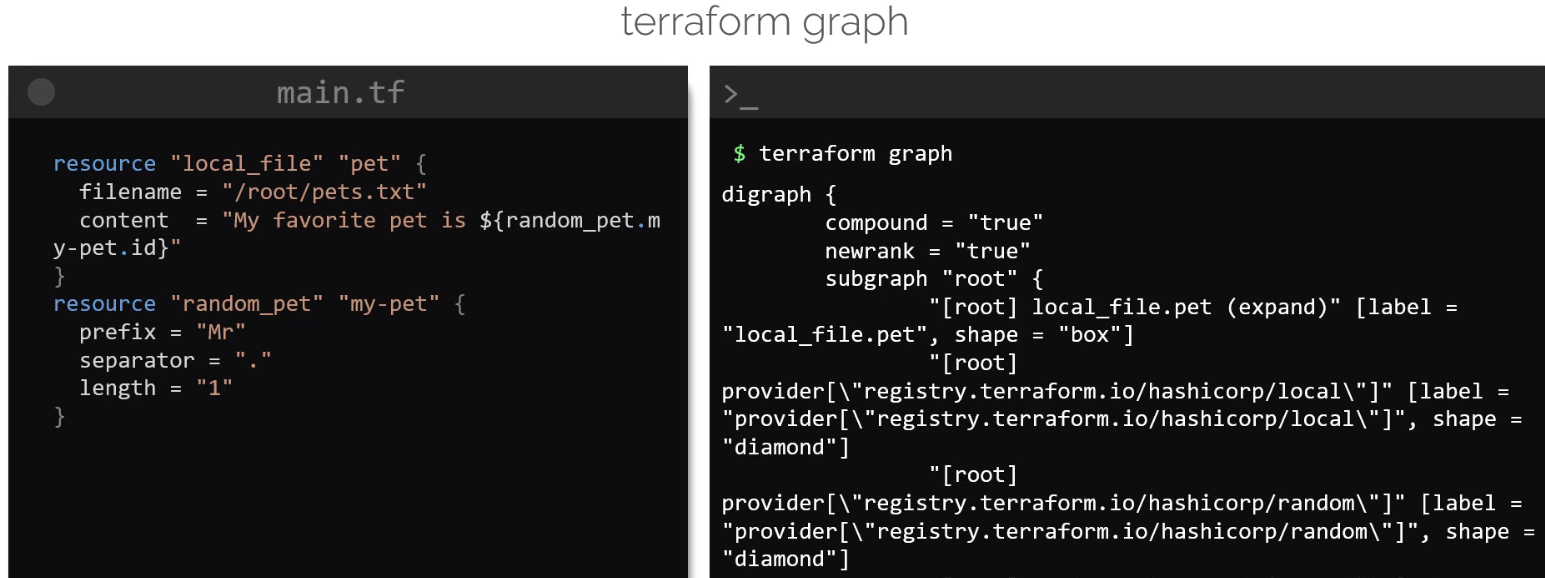 terraform graph
main.tf
resource "local_file" "pet" {
  filename = "/root/pets.txt"
  content  = "My favorite pet is ${random_pet.m
y-pet.id}"
}
resource "random_pet" "my-pet" {
  prefix = "Mr"
  separator = "."
  length = "1"
}
>_
$ terraform graph
digraph {
        compound = "true"
        newrank = "true"
        subgraph "root" {
                "[root] local_file.pet (expand)" [label =
"local_file.pet", shape = "box"]
                "[root]
provider[\"registry.terraform.io/hashicorp/local\"]" [label =
"provider[\"registry.terraform.io/hashicorp/local\"]", shape =
"diamond"]
                "[root]
provider[\"registry.terraform.io/hashicorp/random\"]" [label =
"provider[\"registry.terraform.io/hashicorp/random\"]", shape =
"diamond"]